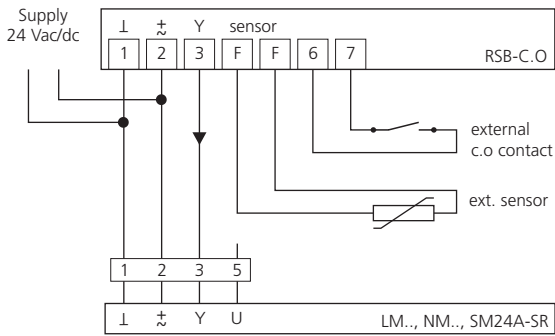 Supply
24 Vac/dc
⊥ ± ~ Y sensor
1 2 3 F F 6 7
RSB-C.O
external
c.o contact
ext. sensor
1 2 3 5
⊥ ± ~ Y U
LM.., NM.., SM24A-SR